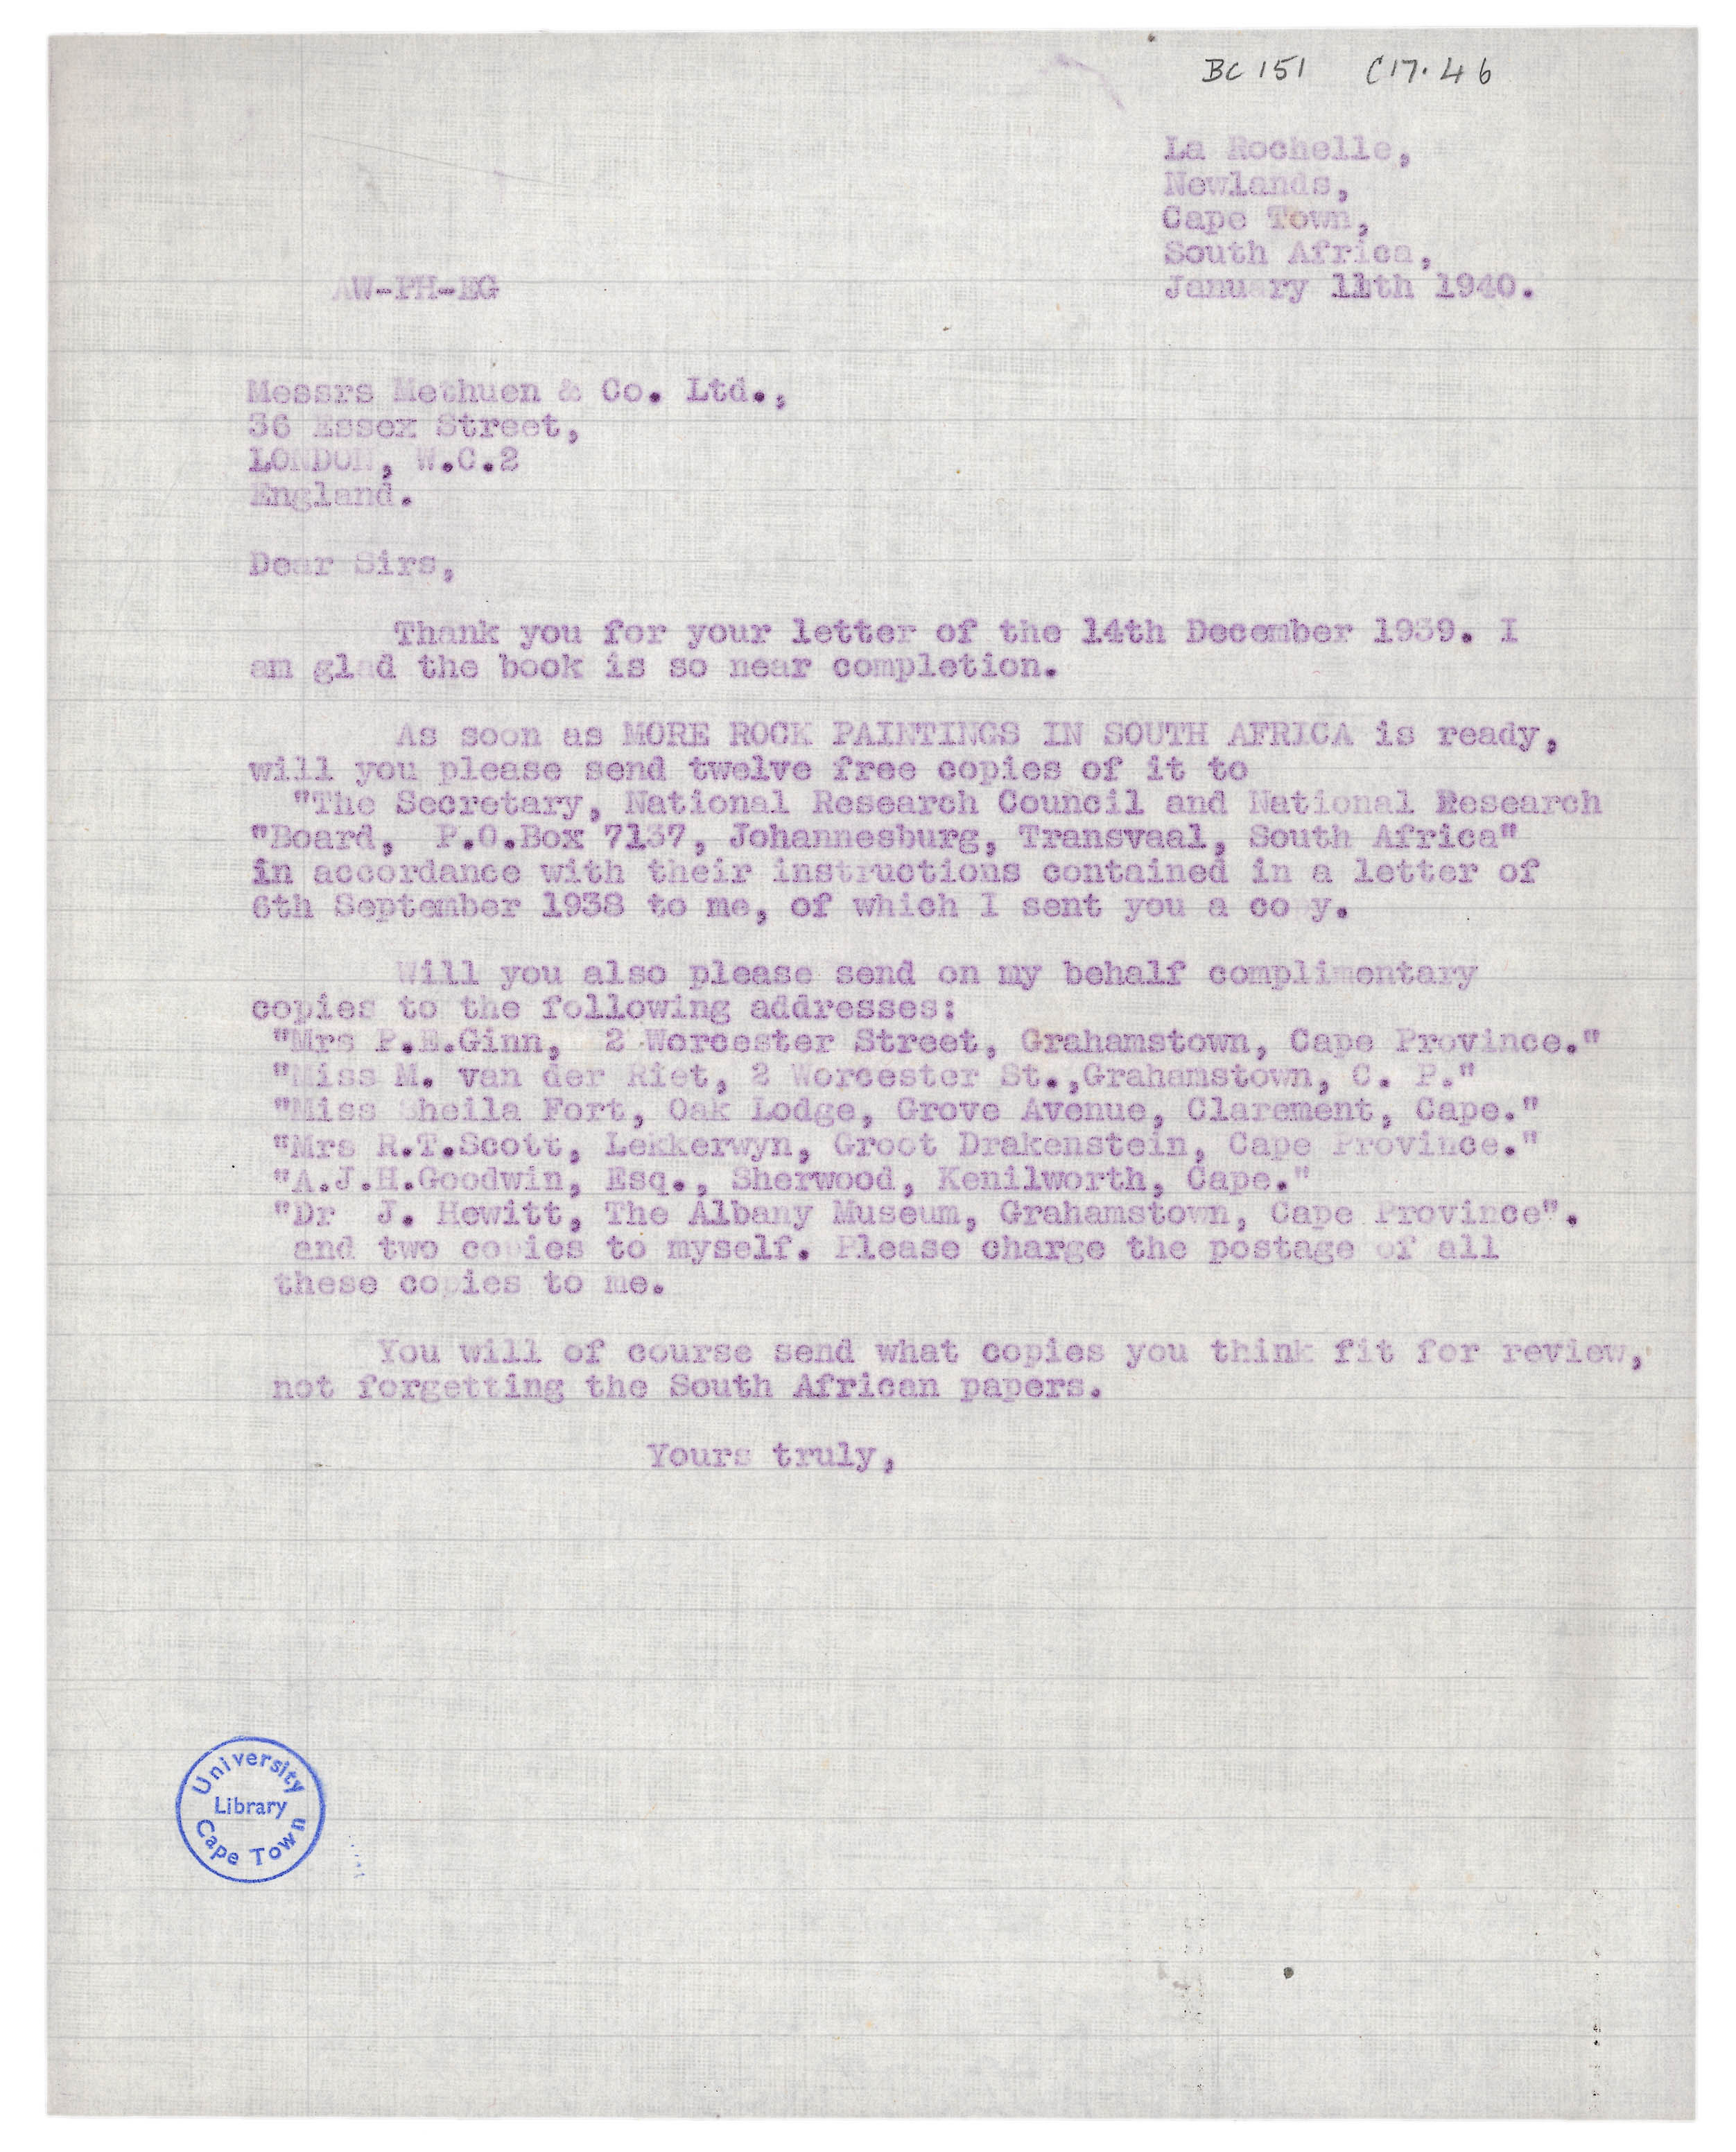 BC 151 C17.46
La Rochelle,
Newlands,
Cape Town,
South Africa,
AW-PH-EG
January 11th 1940.
Messrs Methuen & Co. Ltd.,
36 Essex Street,
LONDON, W.C.2
England.
Dear Sirs,
Thank you for your letter of the 14th December 1939. I
am glad the book is so near completion.
As soon as MORE ROCK PAINTINGS IN SOUTH AFRICA is ready,
will you please send twelve free copies of it to
"The Secretary, National Research Council and National Research
"Board, P.O.Box 7137, Johannesburg, Transvaal, South Africa"
in accordance with their instructions contained in a letter of
6th September 1938 to me, of which I sent you a co y.
Will you also please send on my behalf complimentary
copies to the following addresses:
"Mrs P.E.Ginn, 2 Worcester Street, Grahamstown, Cape Province."
"Miss M. van der Riet, 2 Worcester St.,Grahamstown, C. P."
"Miss Sheila Fort, Oak Lodge, Grove Avenue, Claremont, Cape."
"Mrs R.T.Scott, Lekkerwyn, Groot Drakenstein, Cape Province."
"A.J.H.Goodwin, Esq., Sherwood, Kenilworth, Cape."
"Dr J. Hewitt, The Albany Museum, Grahamstown, Cape Province".
and two copies to myself. Please charge the postage of all
these copies to me.
You will of course send what copies you think fit for review,
not forgetting the South African papers.
Yours truly,
University
Library
Cape Town